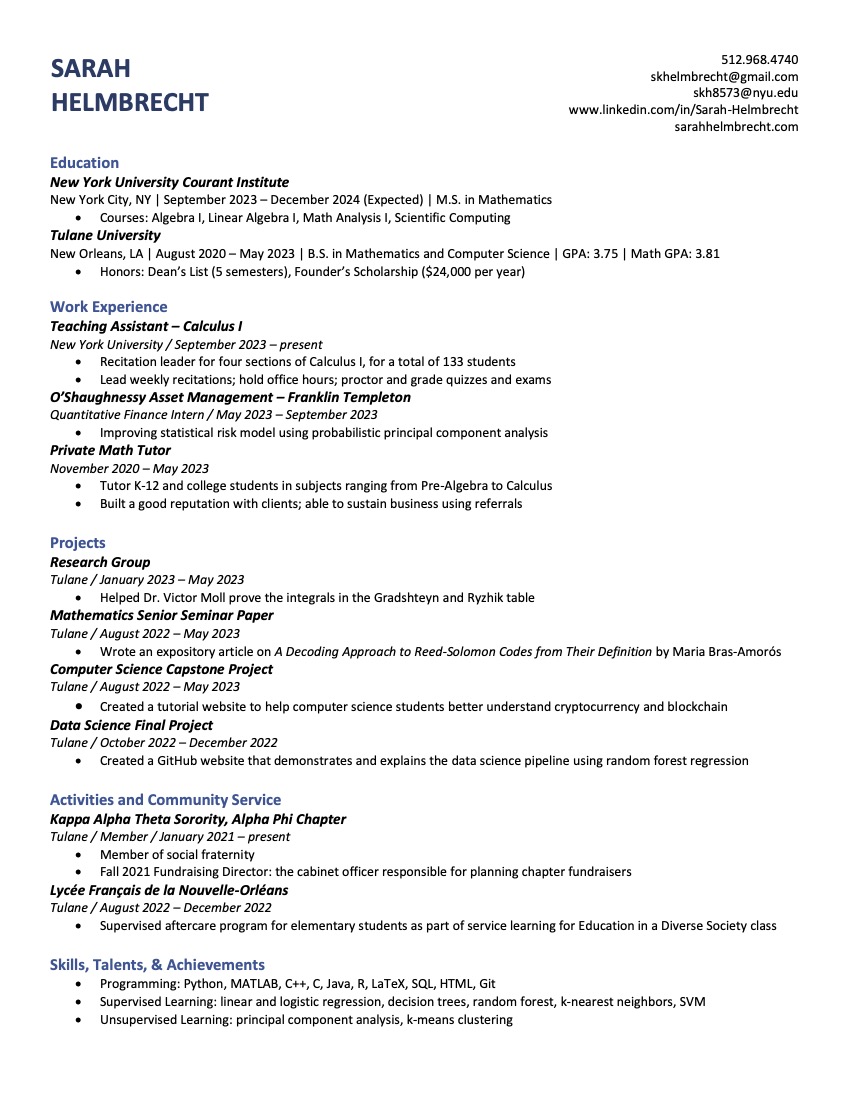 SARAH
HELMBRECHT
512.968.4740
skhelmbrecht@gmail.com
skh8573@nyu.edu
www.linkedin.com/in/Sarah-Helmbrecht
sarahhelmbrecht.com
Education
New York University Courant Institute
New York City, NY | September 2023 – December 2024 (Expected) | M.S. in Mathematics
• Courses: Algebra I, Linear Algebra I, Math Analysis I, Scientific Computing
Tulane University
New Orleans, LA | August 2020 – May 2023 | B.S. in Mathematics and Computer Science | GPA: 3.75 | Math GPA: 3.81
• Honors: Dean’s List (5 semesters), Founder’s Scholarship ($24,000 per year)
Work Experience
Teaching Assistant – Calculus I
New York University / September 2023 – present
• Recitation leader for four sections of Calculus I, for a total of 133 students
• Lead weekly recitations; hold office hours; proctor and grade quizzes and exams
O’Shaughnessy Asset Management – Franklin Templeton
Quantitative Finance Intern / May 2023 – September 2023
• Improving statistical risk model using probabilistic principal component analysis
Private Math Tutor
November 2020 – May 2023
• Tutor K-12 and college students in subjects ranging from Pre-Algebra to Calculus
• Built a good reputation with clients; able to sustain business using referrals
Projects
Research Group
Tulane / January 2023 – May 2023
• Helped Dr. Victor Moll prove the integrals in the Gradshteyn and Ryzhik table
Mathematics Senior Seminar Paper
Tulane / August 2022 – May 2023
• Wrote an expository article on A Decoding Approach to Reed-Solomon Codes from Their Definition by Maria Bras-Amorós
Computer Science Capstone Project
Tulane / August 2022 – May 2023
• Created a tutorial website to help computer science students better understand cryptocurrency and blockchain
Data Science Final Project
Tulane / October 2022 – December 2022
• Created a GitHub website that demonstrates and explains the data science pipeline using random forest regression
Activities and Community Service
Kappa Alpha Theta Sorority, Alpha Phi Chapter
Tulane / Member / January 2021 – present
• Member of social fraternity
• Fall 2021 Fundraising Director: the cabinet officer responsible for planning chapter fundraisers
Lycée Français de la Nouvelle-Orléans
Tulane / August 2022 – December 2022
• Supervised aftercare program for elementary students as part of service learning for Education in a Diverse Society class
Skills, Talents, & Achievements
• Programming: Python, MATLAB, C++, C, Java, R, LaTeX, SQL, HTML, Git
• Supervised Learning: linear and logistic regression, decision trees, random forest, k-nearest neighbors, SVM
• Unsupervised Learning: principal component analysis, k-means clustering